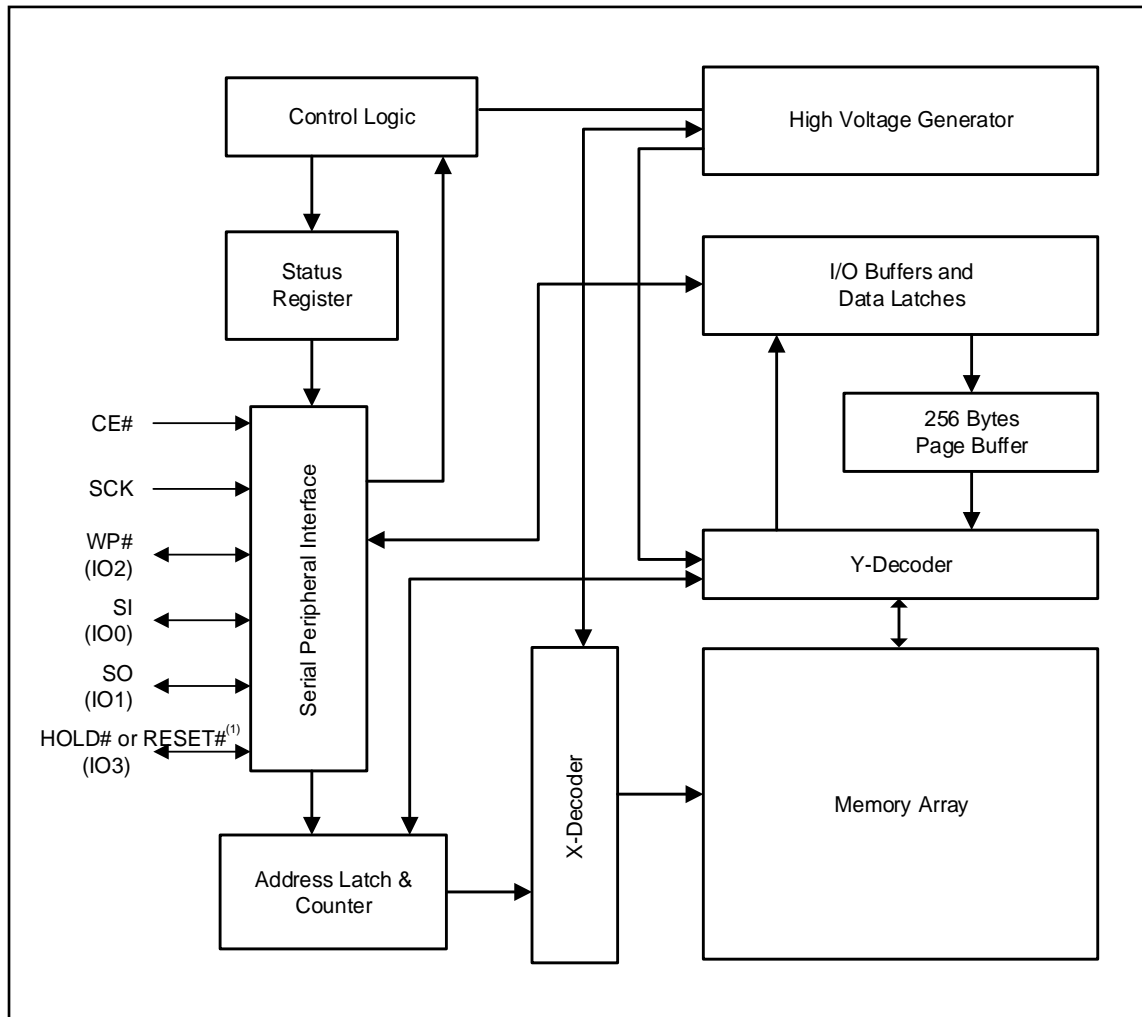 Control Logic
High Voltage Generator
Status
Register
I/O Buffers and
Data Latches
256 Bytes
Page Buffer
Y-Decoder
CE#
SCK
WP#
(IO2)
SI
(IO0)
SO
(IO1)
HOLD# or RESET#(1)
(IO3)
Serial Peripheral Interface
X-Decoder
Memory Array
Address Latch &
Counter